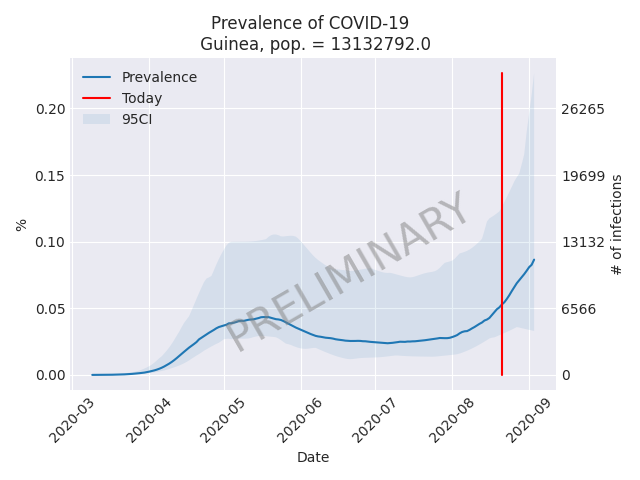 Prevalence of COVID-19
Guinea, pop. = 13132792.0
Prevalence
Today
95CI
%
0.20
0.15
0.10
0.05
0.00
26265
19699
13132
6566
0
# of infections
PRELIMINARY
2020-03
2020-04
2020-05
2020-06
2020-07
2020-08
2020-09
Date